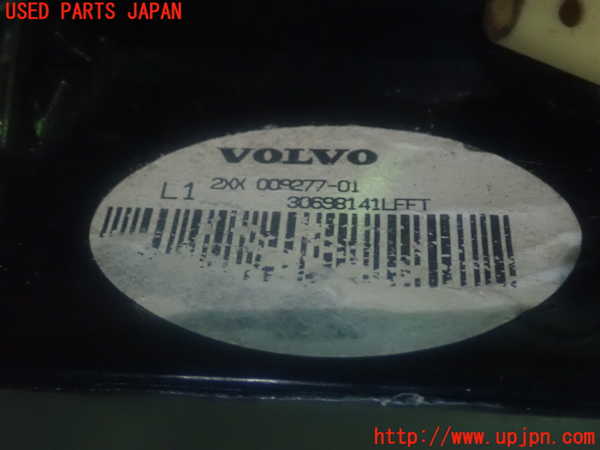 USED PARTS JAPAN
VOLVO
L1 2XX 009277-01
30698141LFFT
http://www.upjpn.com/